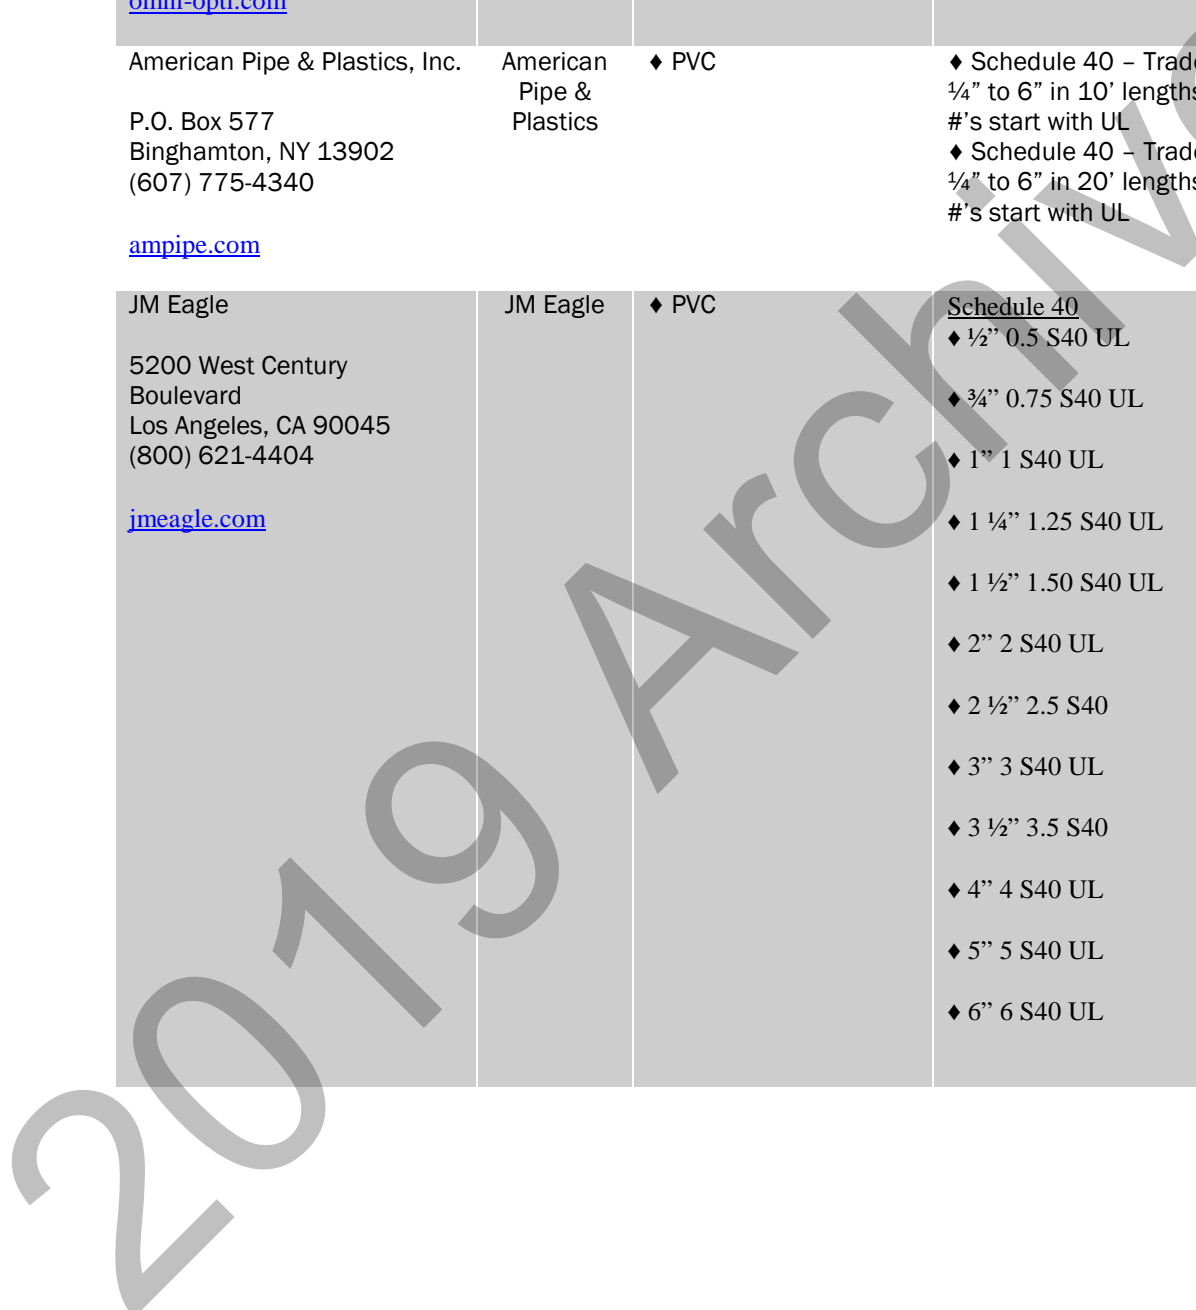 omni-opti.com
American Pipe & Plastics, Inc.
P.O. Box 577
Binghamton, NY 13902
(607) 775-4340
ampipe.com
American
Pipe &
Plastics
♦ PVC
♦ Schedule 40 –
¼” to 6” in 10’ lengths
#’s start with UL
♦ Schedule 40 –
¼” to 6” in 20’ lengths
#’s start with UL
JM Eagle
5200 West Century
Boulevard
Los Angeles, CA 90045
(800) 621-4404
jmeagle.com
JM Eagle
♦ PVC
Schedule 40
♦ ½” 0.5 S40 UL
♦ ¾” 0.75 S40 UL
♦ 1” 1 S40 UL
♦ 1 ¼” 1.25 S40 UL
♦ 1 ½” 1.50 S40 UL
♦ 2” 2 S40 UL
♦ 2 ½” 2.5 S40
♦ 3” 3 S40 UL
♦ 3 ½” 3.5 S40
♦ 4” 4 S40 UL
♦ 5” 5 S40 UL
♦ 6” 6 S40 UL
2019 Archive